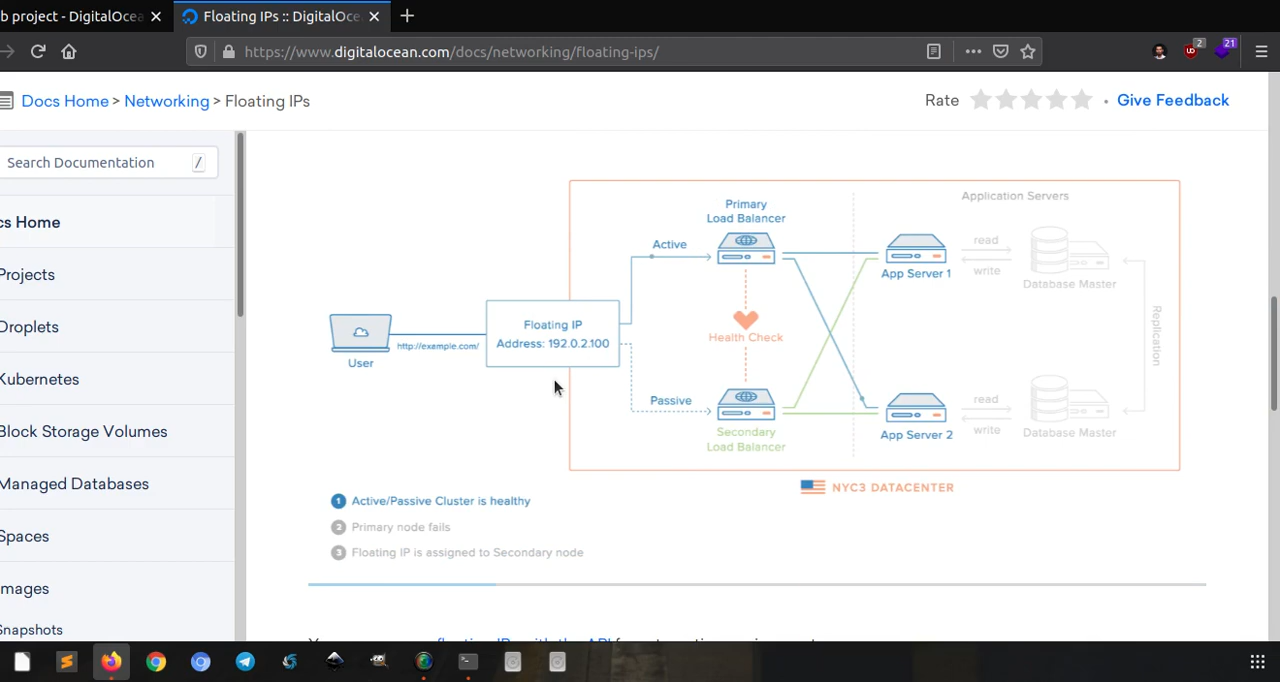 b project - DigitalOcea
Floating IPs :: DigitalOce
https://www.digitalocean.com/docs/networking/floating-ips/
2
21
Docs Home > Networking > Floating IPs
Rate
Give Feedback
Search Documentation /
cs Home
Projects
Droplets
Kubernetes
Block Storage Volumes
Managed Databases
Spaces
mages
Snapshots
User
http://example.com/
Floating IP
Address: 192.0.2.100
Active
Passive
Primary
Load Balancer
Health Check
Secondary
Load Balancer
Application Servers
App Server 1
read
write
Database Master
Replication
App Server 2
read
write
Database Master
NYC3 DATACENTER
1 Active/Passive Cluster is healthy
2 Primary node fails
3 Floating IP is assigned to Secondary node